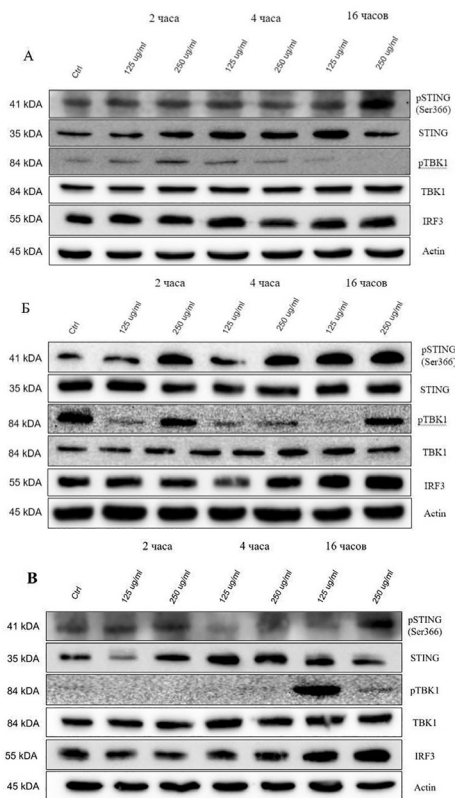 2 часа 4 часа 16 часов
А
Ctrl 125 ug/ml 250 ug/ml 125 ug/ml 250 ug/ml 125 ug/ml 250 ug/ml
41 kDA pSTING
(Ser366)
35 kDA STING
84 kDA pTBK1
84 kDA TBK1
55 kDA IRF3
45 kDA Actin
2 часа 4 часа 16 часов
Б
Ctrl 125 ug/ml 250 ug/ml 125 ug/ml 250 ug/ml 125 ug/ml 250 ug/ml
41 kDA pSTING
(Ser366)
35 kDA STING
84 kDA pTBK1
84 kDA TBK1
55 kDA IRF3
45 kDA Actin
2 часа 4 часа 16 часов
В
Ctrl 125 ug/ml 250 ug/ml 125 ug/ml 250 ug/ml 125 ug/ml 250 ug/ml
41 kDA pSTING
(Ser366)
35 kDA STING
84 kDA pTBK1
84 kDA TBK1
55 kDA IRF3
45 kDA Actin